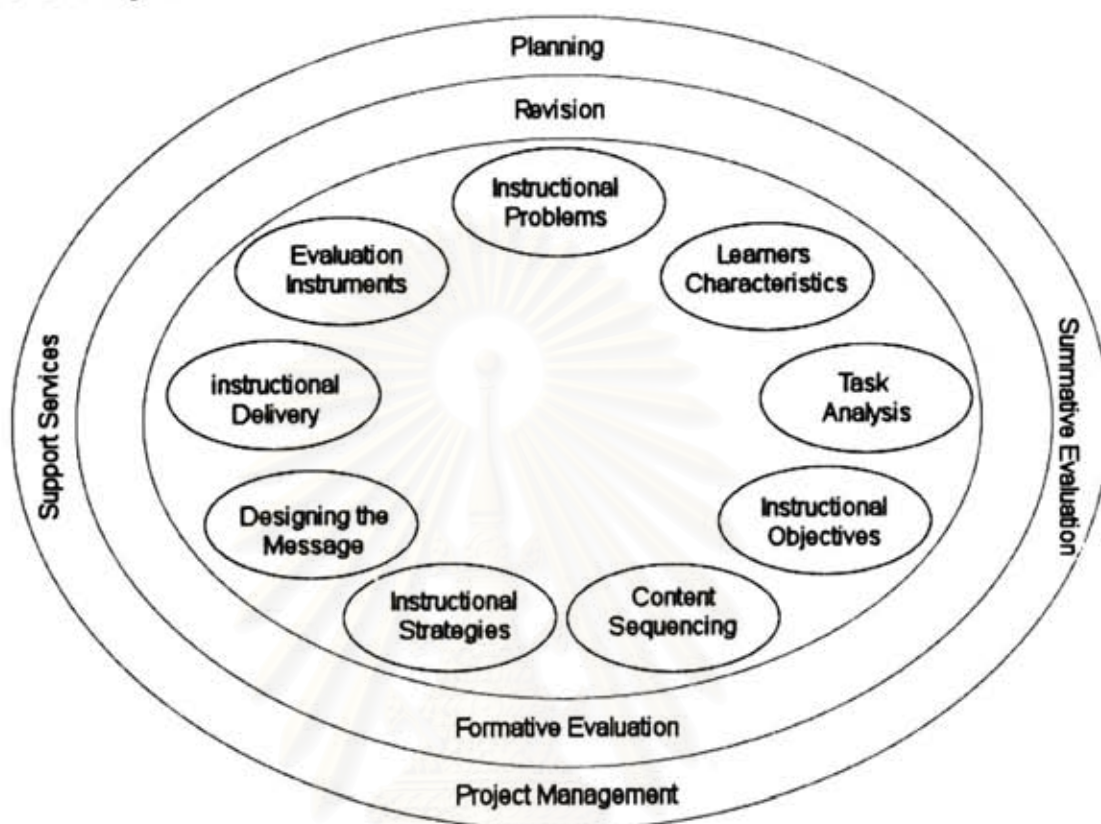 Planning
Revision
Instructional
Problems
Evaluation
Instruments
Learners
Characteristics
instructional
Delivery
Task
Analysis
Support Services
Summative Evaluation
Designing the
Message
Instructional
Objectives
Instructional
Strategies
Content
Sequencing
Formative Evaluation
Project Management